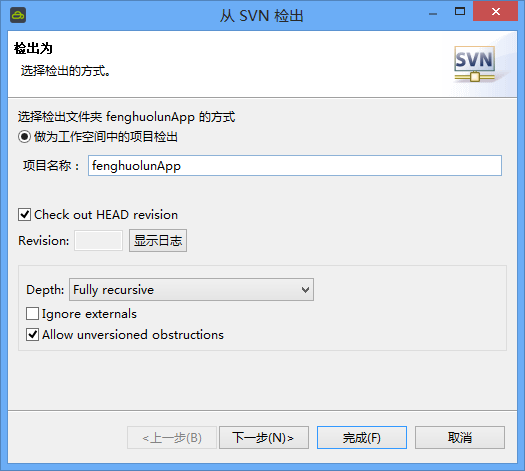 从 SVN 检出
检出为
选择检出的方式。
SVN
选择检出文件夹 fenghuolunApp 的方式
做为工作空间中的项目检出
项目名称： fenghuolunApp
Check out HEAD revision
Revision: 显示日志
Depth: Fully recursive
Ignore externals
Allow unversioned obstructions
<上一步(B) 下一步(N)> 完成(F) 取消